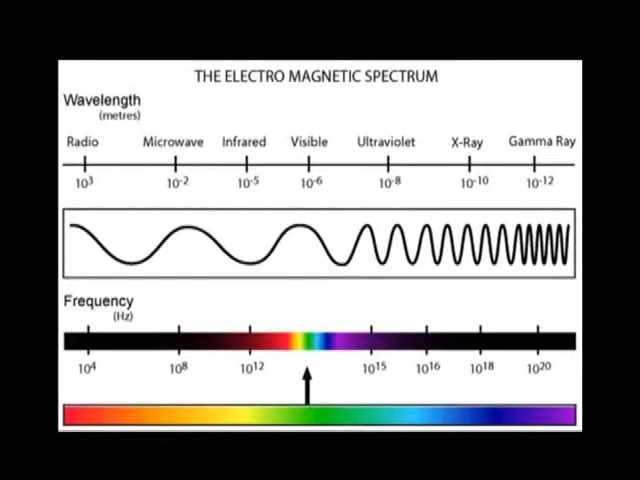 THE ELECTRO MAGNETIC SPECTRUM
Wavelength
(metres)
Radio Microwave Infrared Visible Ultraviolet X-Ray Gamma Ray
10³ 10⁻² 10⁻⁵ 10⁻⁶ 10⁻⁸ 10⁻¹⁰ 10⁻¹²
Frequency
(Hz)
10⁴ 10⁸ 10¹² 10¹⁵ 10¹⁶ 10¹⁸ 10²⁰